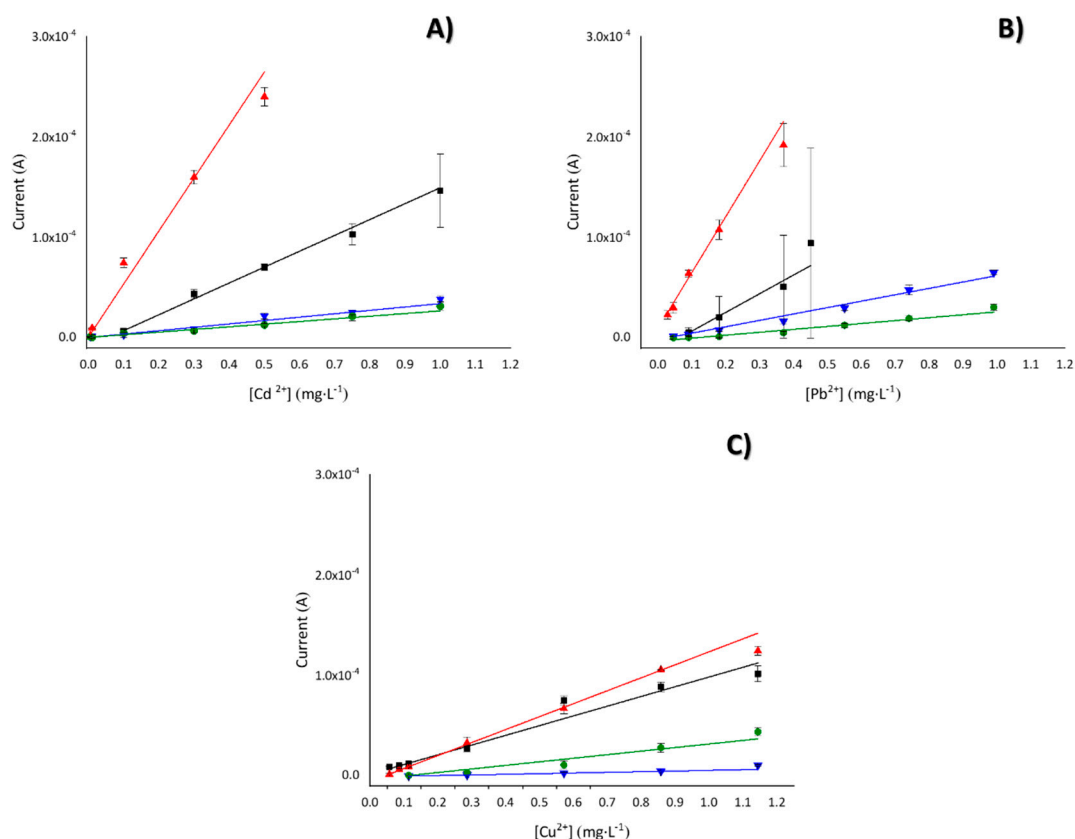 A)
3.0x10-4
2.0x10-4
1.0x10-4
0.0
Current (A)
0.0 0.1 0.2 0.3 0.4 0.5 0.6 0.7 0.8 0.9 1.0 1.1 1.2
[Cd 2+] (mg·L-1)
B)
3.0x10-4
2.0x10-4
1.0x10-4
0.0
Current (A)
0.0 0.1 0.2 0.3 0.4 0.5 0.6 0.7 0.8 0.9 1.0 1.1 1.2
[Pb2+] (mg·L-1)
C)
3.0x10-4
2.0x10-4
1.0x10-4
0.0
Current (A)
0.0 0.1 0.2 0.3 0.4 0.5 0.6 0.7 0.8 0.9 1.0 1.1 1.2
[Cu2+] (mg·L-1)